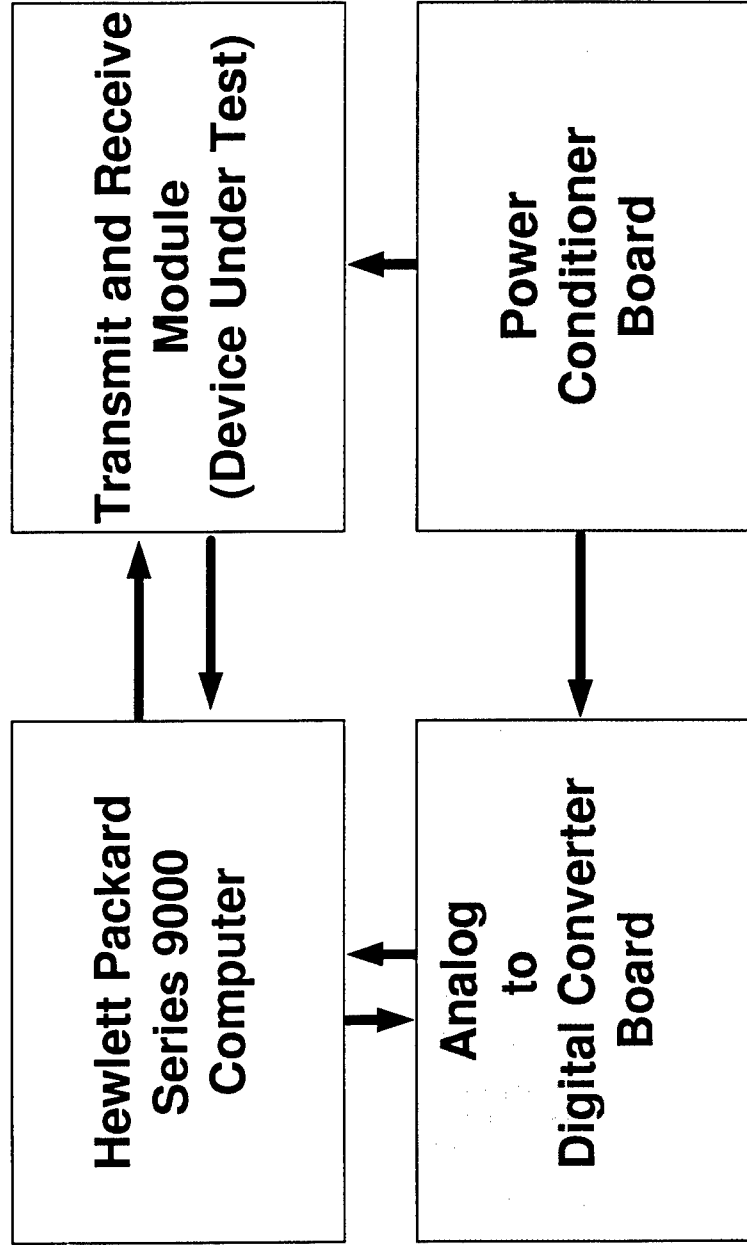 Hewlett Packard
Series 9000
Computer
Transmit and Receive
Module
(Device Under Test)
Analog
to
Digital Converter
Board
Power
Conditioner
Board